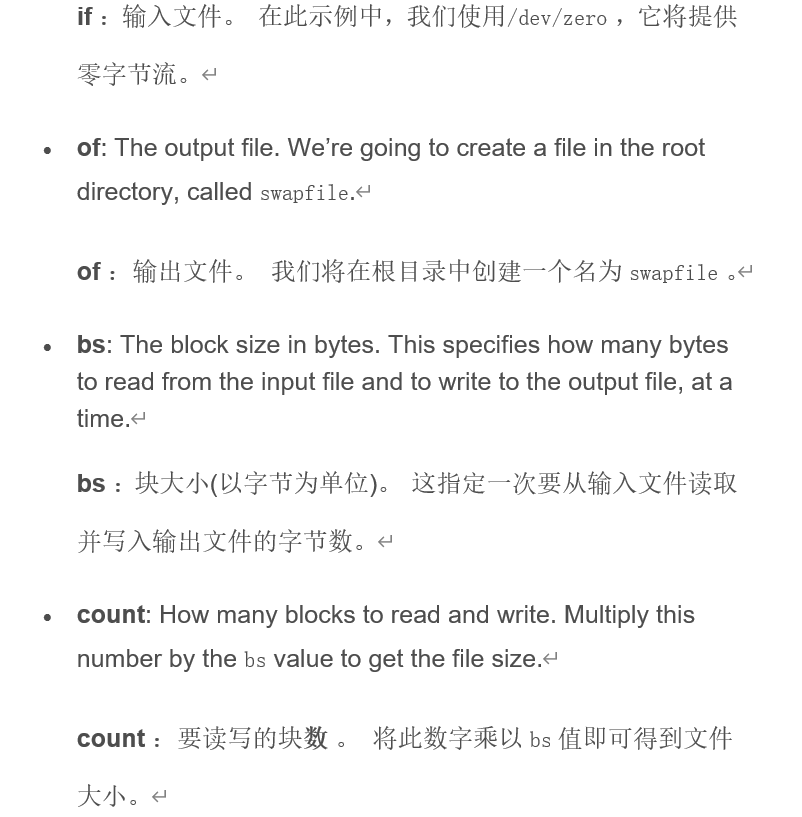 if： 输入文件。 在此示例中，我们使用/dev/zero ，它将提供
零字节流。↵
• of: The output file. We’re going to create a file in the root
directory, called swapfile.↵
of： 输出文件。 我们将在根目录中创建一个名为 swapfile 。↵
• bs: The block size in bytes. This specifies how many bytes
to read from the input file and to write to the output file, at a
time.↵
bs： 块大小(以字节为单位)。 这指定一次要从输入文件读取
并写入输出文件的字节数。↵
• count: How many blocks to read and write. Multiply this
number by the bs value to get the file size.↵
count： 要读写的块数 。 将此数字乘以 bs 值即可得到文件
大小。↵